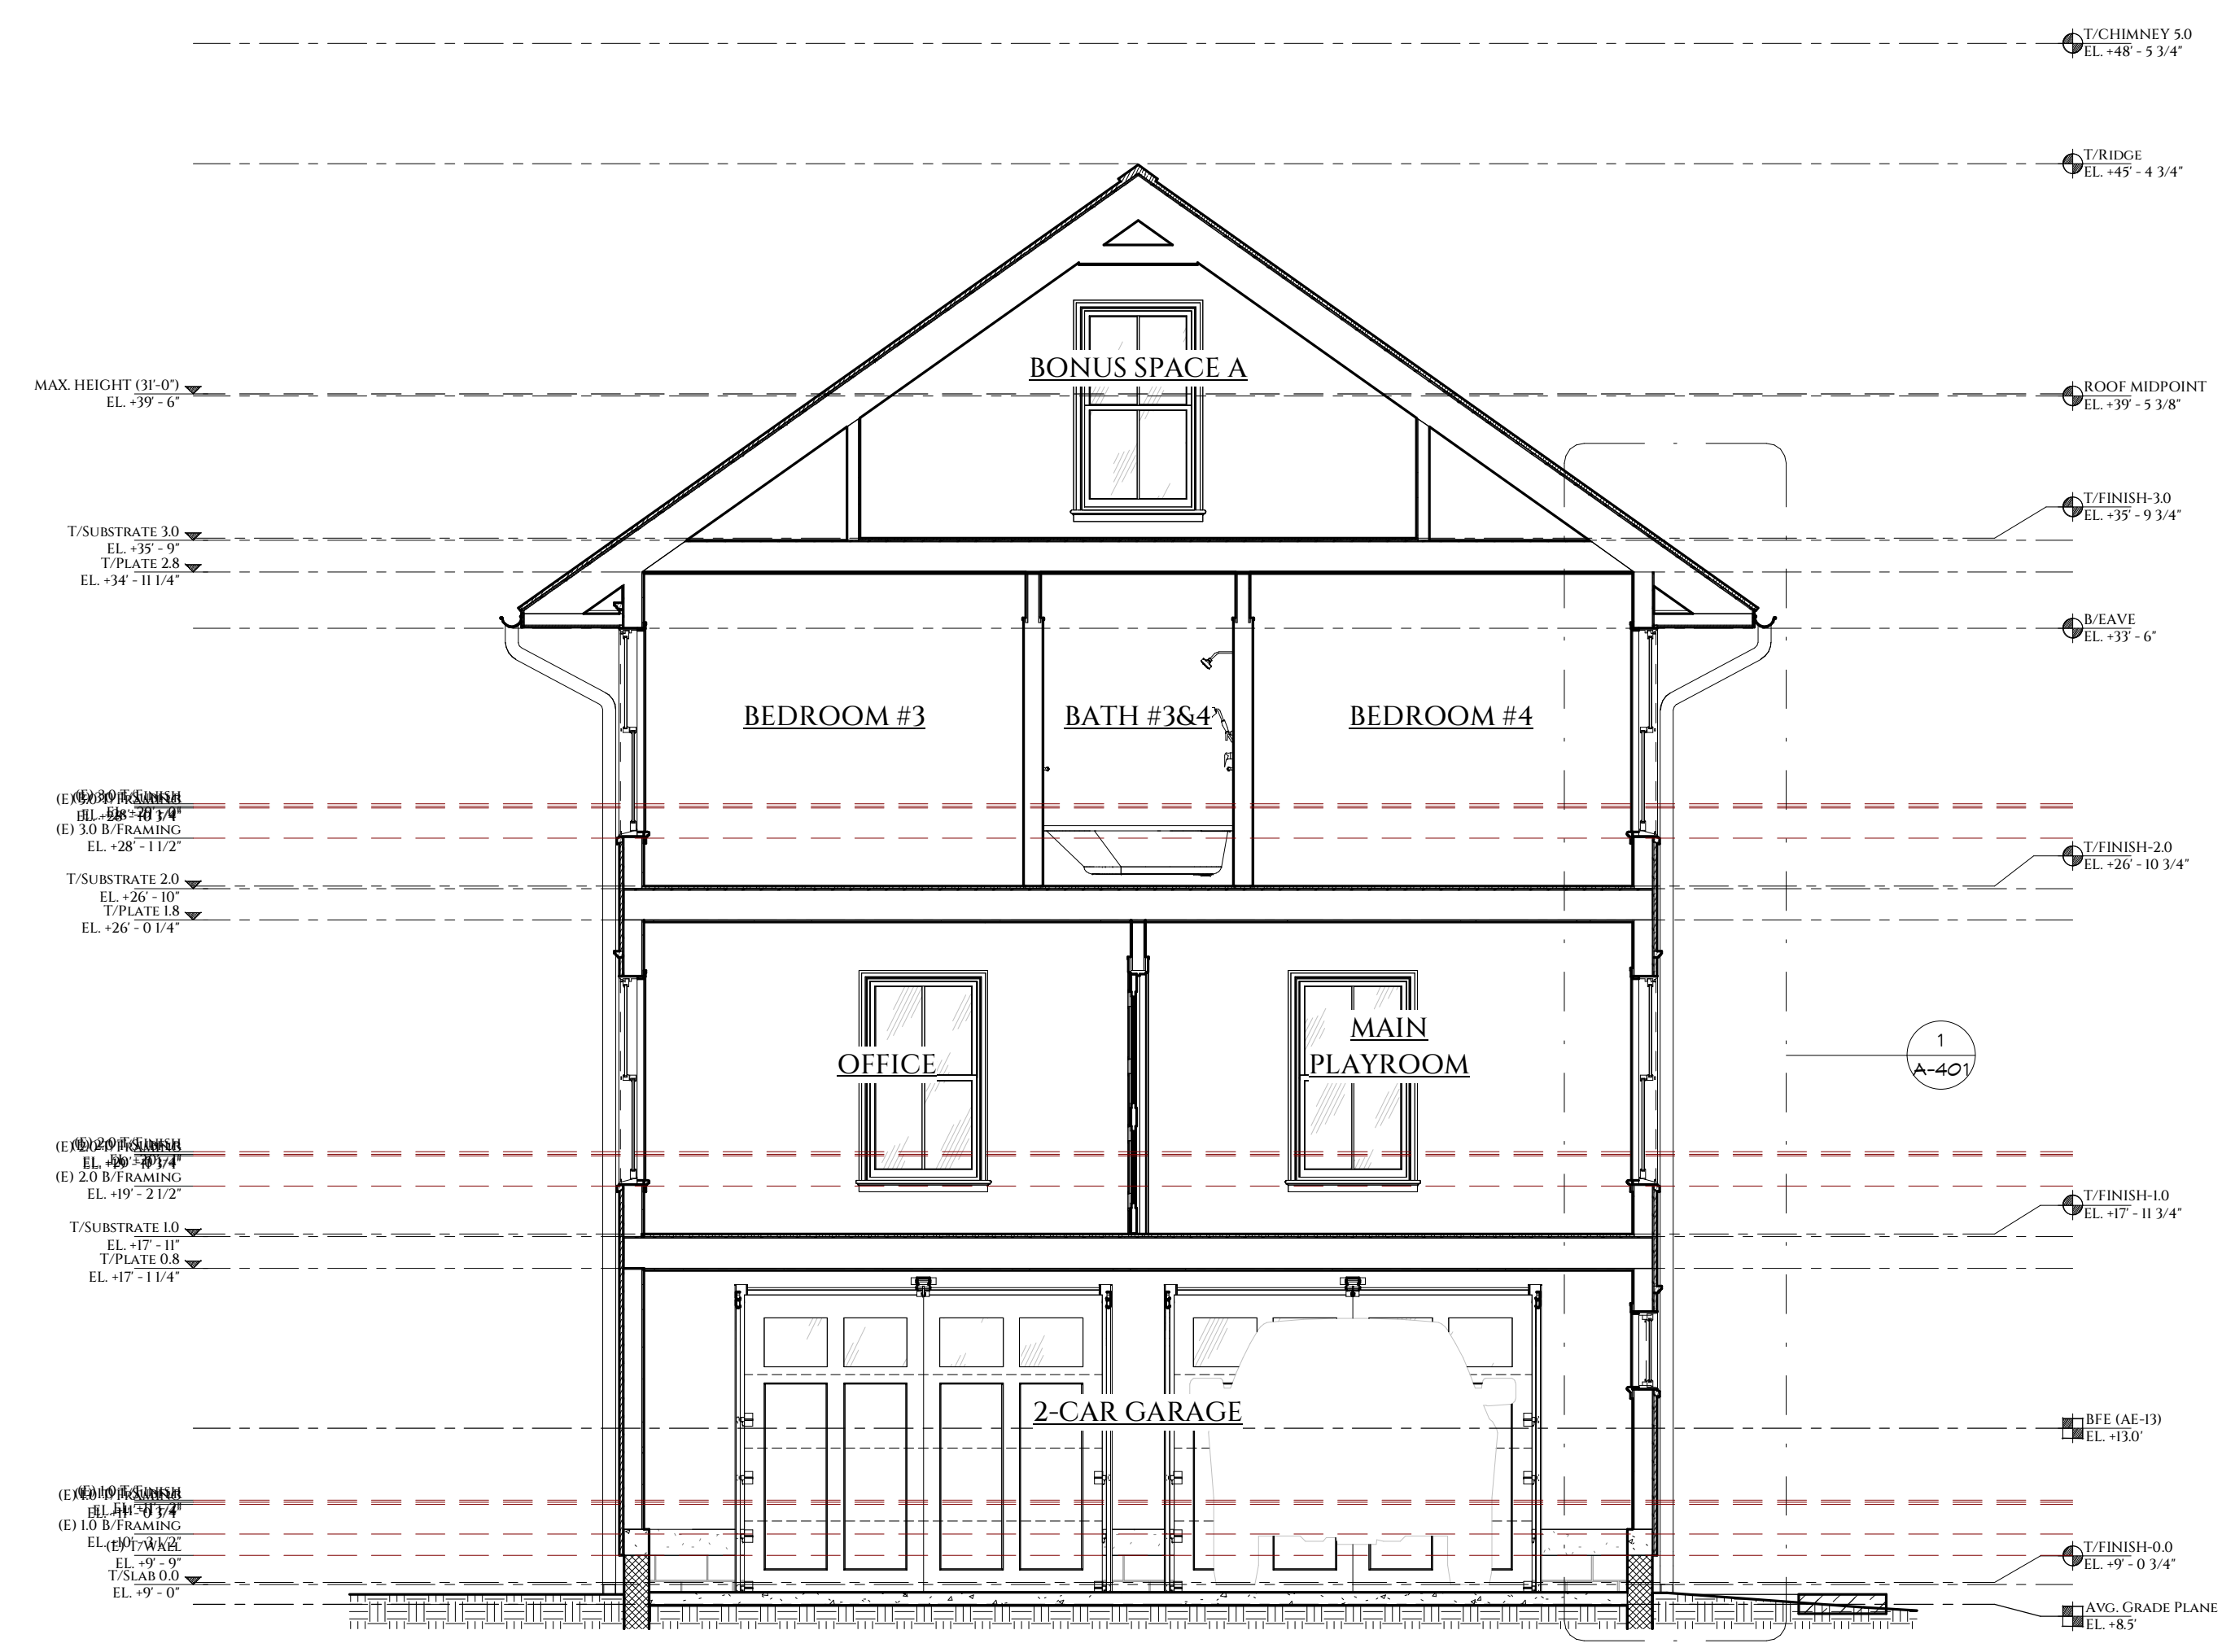 T/CHIMNEY 5.0
EL. +48' - 5 3/4"
T/RIDGE
EL. +45' - 4 3/4"
BONUS SPACE A
MAX. HEIGHT (31'-0")
EL. +39' - 6"
ROOF MIDPOINT
EL. +39' - 5 3/8"
T/FINISH-3.0
EL. +35' - 9 3/4"
T/SUBSTRATE 3.0
EL. +35' - 9"
T/PLATE 2.8
EL. +34' - 11 1/4"
B/EAVE
EL. +33' - 6"
BEDROOM #3
BATH #3&4
BEDROOM #4
(E) 3.0 B/FRAMING
EL. +28' - 1 1/2"
T/FINISH-2.0
EL. +26' - 10 3/4"
T/SUBSTRATE 2.0
EL. +26' - 10"
T/PLATE 1.8
EL. +26' - 0 1/4"
OFFICE
MAIN
PLAYROOM
1
A-401
(E) 2.0 B/FRAMING
EL. +19' - 2 1/2"
T/FINISH-1.0
EL. +17' - 11 3/4"
T/SUBSTRATE 1.0
EL. +17' - 11"
T/PLATE 0.8
EL. +17' - 1 1/4"
2-CAR GARAGE
BFE (AE-13)
EL. +13.0'
(E) 1.0 B/FRAMING
EL. +10' - 3 1/2"
(E) T/WALL
EL. +9' - 9"
T/FINISH-0.0
EL. +9' - 0 3/4"
T/SLAB 0.0
EL. +9' - 0"
AVG. GRADE PLANE
EL. +8.5'